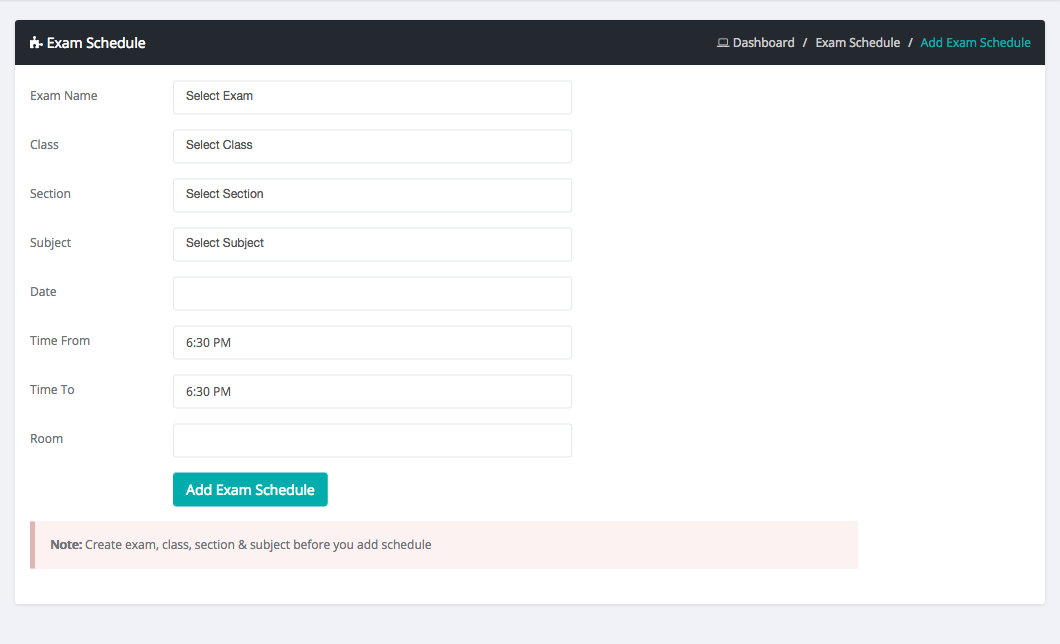 Exam Schedule
Dashboard / Exam Schedule / Add Exam Schedule
Exam Name
Select Exam
Class
Select Class
Section
Select Section
Subject
Select Subject
Date
Time From
6:30 PM
Time To
6:30 PM
Room
Add Exam Schedule
Note: Create exam, class, section & subject before you add schedule